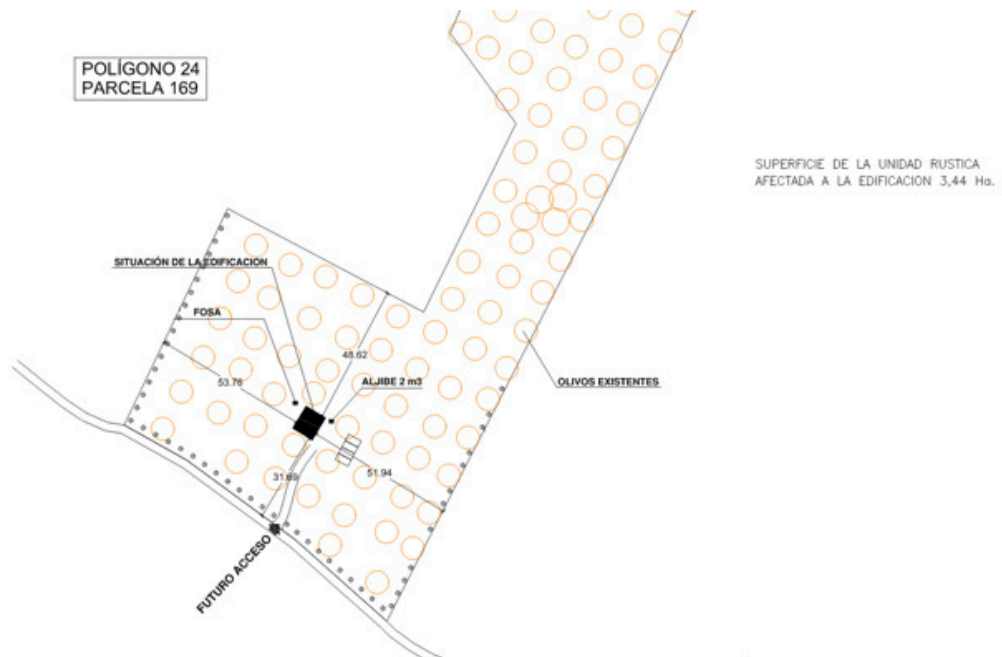 POLÍGONO 24
PARCELA 169
SUPERFICIE DE LA UNIDAD RUSTICA
AFECTADA A LA EDIFICACION 3,44 Ha.
SITUACIÓN DE LA EDIFICACION
FOSA
48.62
53.76
ALJIBE 2 m3
OLIVOS EXISTENTES
31.69
51.94
FUTURO ACCESO